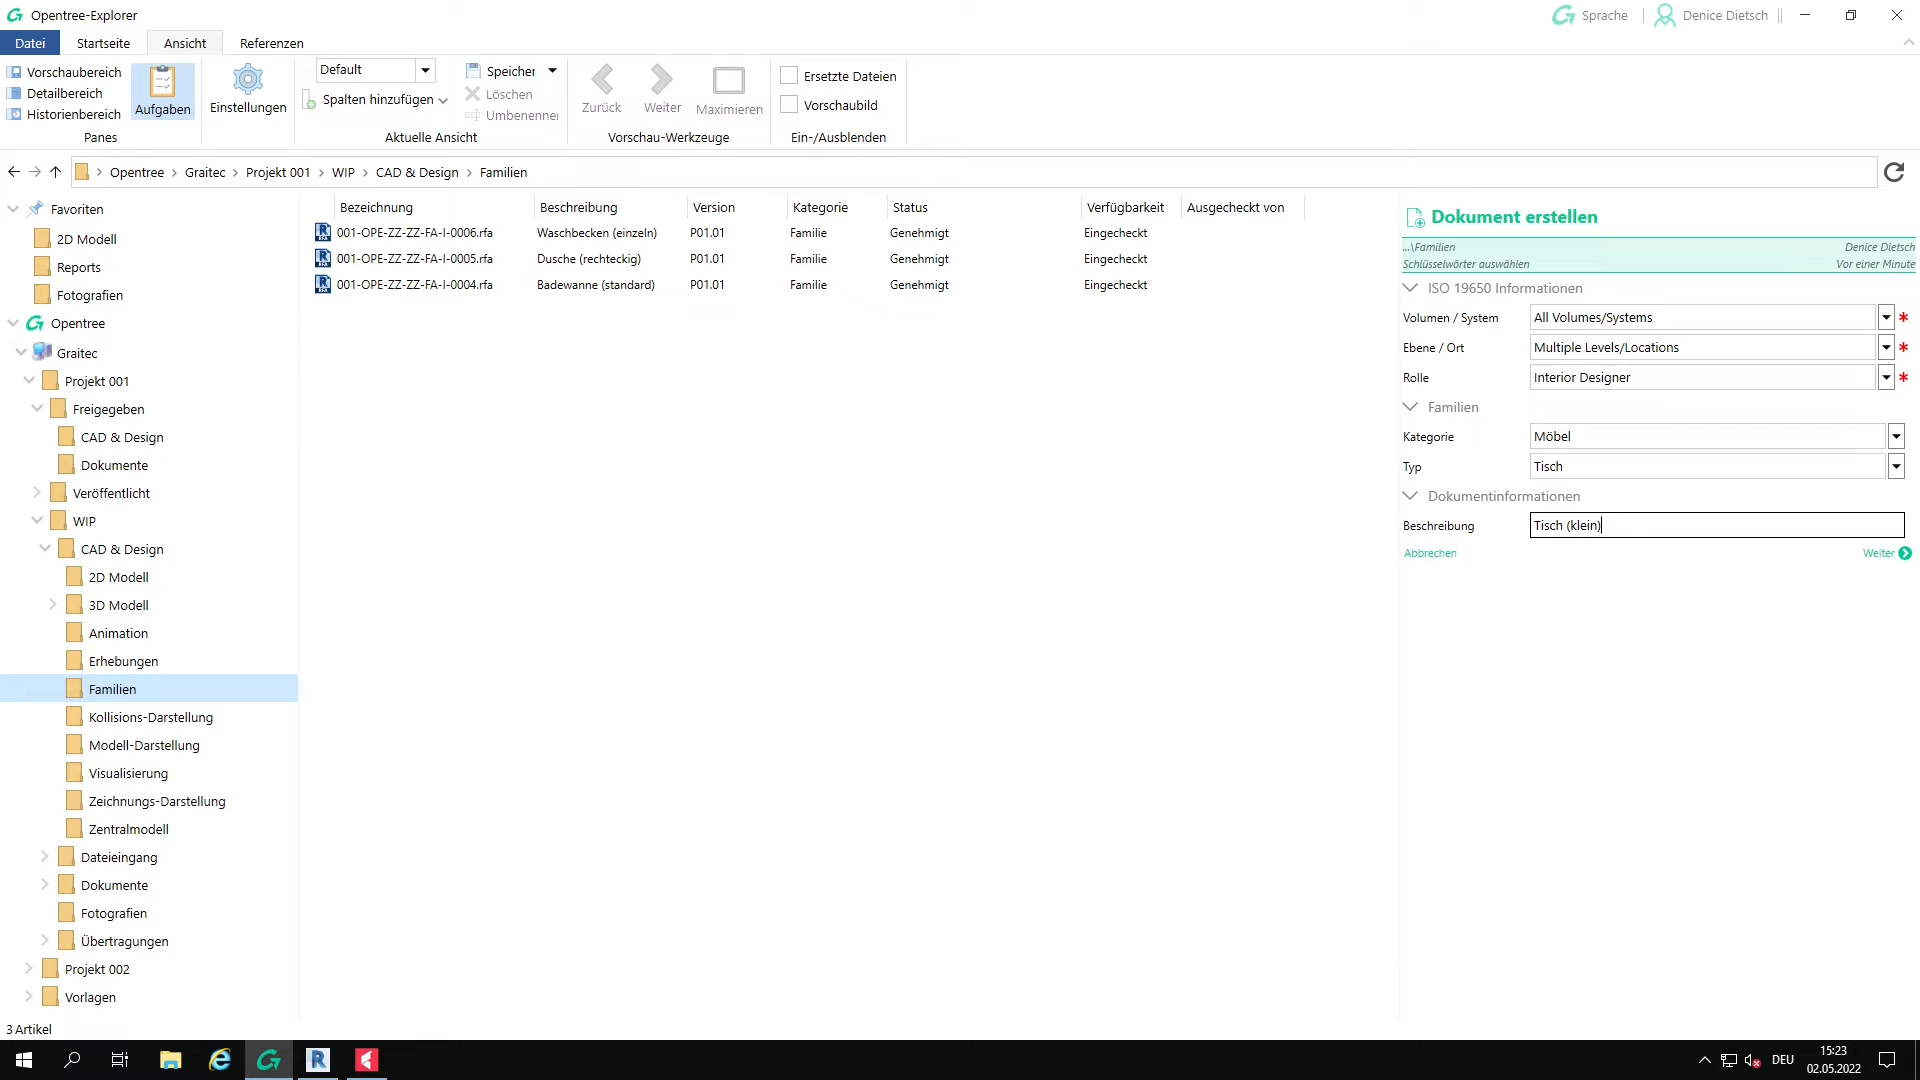 Opentree-Explorer
Sprache
Denice Dietsch
Datei
Startseite
Ansicht
Referenzen
Vorschaubereich
Detailbereich
Historienbereich
Aufgaben
Panes
Einstellungen
Default
Spalten hinzufügen
Speicher
Löschen
Umbenenner
Aktuelle Ansicht
Zurück
Weiter
Maximieren
Vorschau-Werkzeuge
Ersetzte Dateien
Vorschaubild
Ein-/Ausblenden
Opentree > Graitec > Projekt 001 > WIP > CAD & Design > Familien
Favoriten
2D Modell
Reports
Fotografien
Opentree
Graitec
Projekt 001
Freigegeben
CAD & Design
Dokumente
Veröffentlicht
WIP
CAD & Design
2D Modell
3D Modell
Animation
Erhebungen
Familien
Kollisions-Darstellung
Modell-Darstellung
Visualisierung
Zeichnungs-Darstellung
Zentralmodell
Dateieingang
Dokumente
Fotografien
Übertragungen
Projekt 002
Vorlagen
Bezeichnung Beschreibung Version Kategorie Status Verfügbarkeit Ausgecheckt von
001-OPE-ZZ-ZZ-FA-I-0006.rfa Waschbecken (einzeln) P01.01 Familie Genehmigt Eingecheckt
001-OPE-ZZ-ZZ-FA-I-0005.rfa Dusche (rechteckig) P01.01 Familie Genehmigt Eingecheckt
001-OPE-ZZ-ZZ-FA-I-0004.rfa Badewanne (standard) P01.01 Familie Genehmigt Eingecheckt
Dokument erstellen
...\Familien Denice Dietsch
Schlüsselwörter auswählen Vor einer Minute
ISO 19650 Informationen
Volumen / System All Volumes/Systems *
Ebene / Ort Multiple Levels/Locations *
Rolle Interior Designer *
Familien
Kategorie Möbel
Typ Tisch
Dokumentinformationen
Beschreibung Tisch (klein)
Abbrechen Weiter
3 Artikel
DEU
15:23
02.05.2022